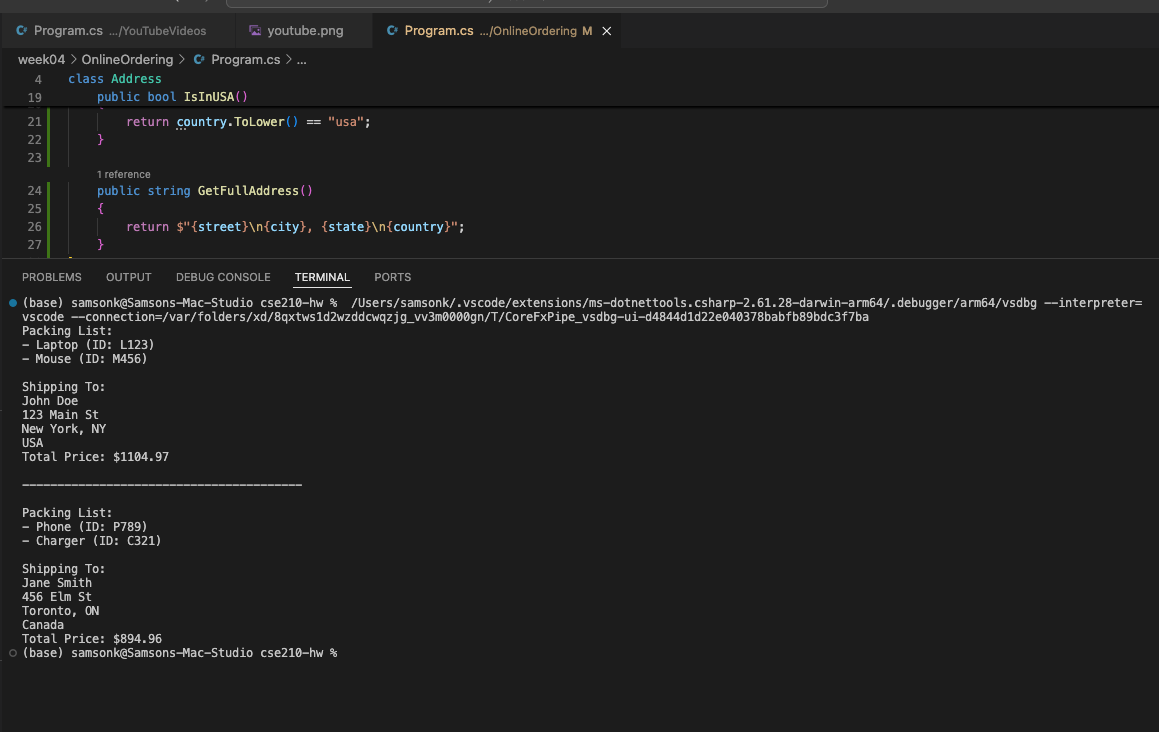 Program.cs .../YouTubeVideos youtube.png Program.cs .../OnlineOrdering M
week04 > OnlineOrdering > Program.cs > ...
4 class Address
19 public bool IsInUSA()
21 return country.ToLower() == "usa";
22 }
23
1 reference
24 public string GetFullAddress()
25 {
26 return $"{street}\n{city}, {state}\n{country}";
27 }
PROBLEMS OUTPUT DEBUG CONSOLE TERMINAL PORTS
(base) samsonk@Samsons-Mac-Studio cse210-hw % /Users/samsonk/.vscode/extensions/ms-dotnettools.csharp-2.61.28-darwin-arm64/.debugger/arm64/vsdbg --interpreter=
vscode --connection=/var/folders/xd/8qxtws1d2wzddcwqzjg_vv3m0000gn/T/CoreFxPipe_vsdbg-ui-d4844d1d22e040378babfb89bdc3f7ba
Packing List:
- Laptop (ID: L123)
- Mouse (ID: M456)
Shipping To:
John Doe
123 Main St
New York, NY
USA
Total Price: $1104.97
----------------------------------------
Packing List:
- Phone (ID: P789)
- Charger (ID: C321)
Shipping To:
Jane Smith
456 Elm St
Toronto, ON
Canada
Total Price: $894.96
(base) samsonk@Samsons-Mac-Studio cse210-hw %